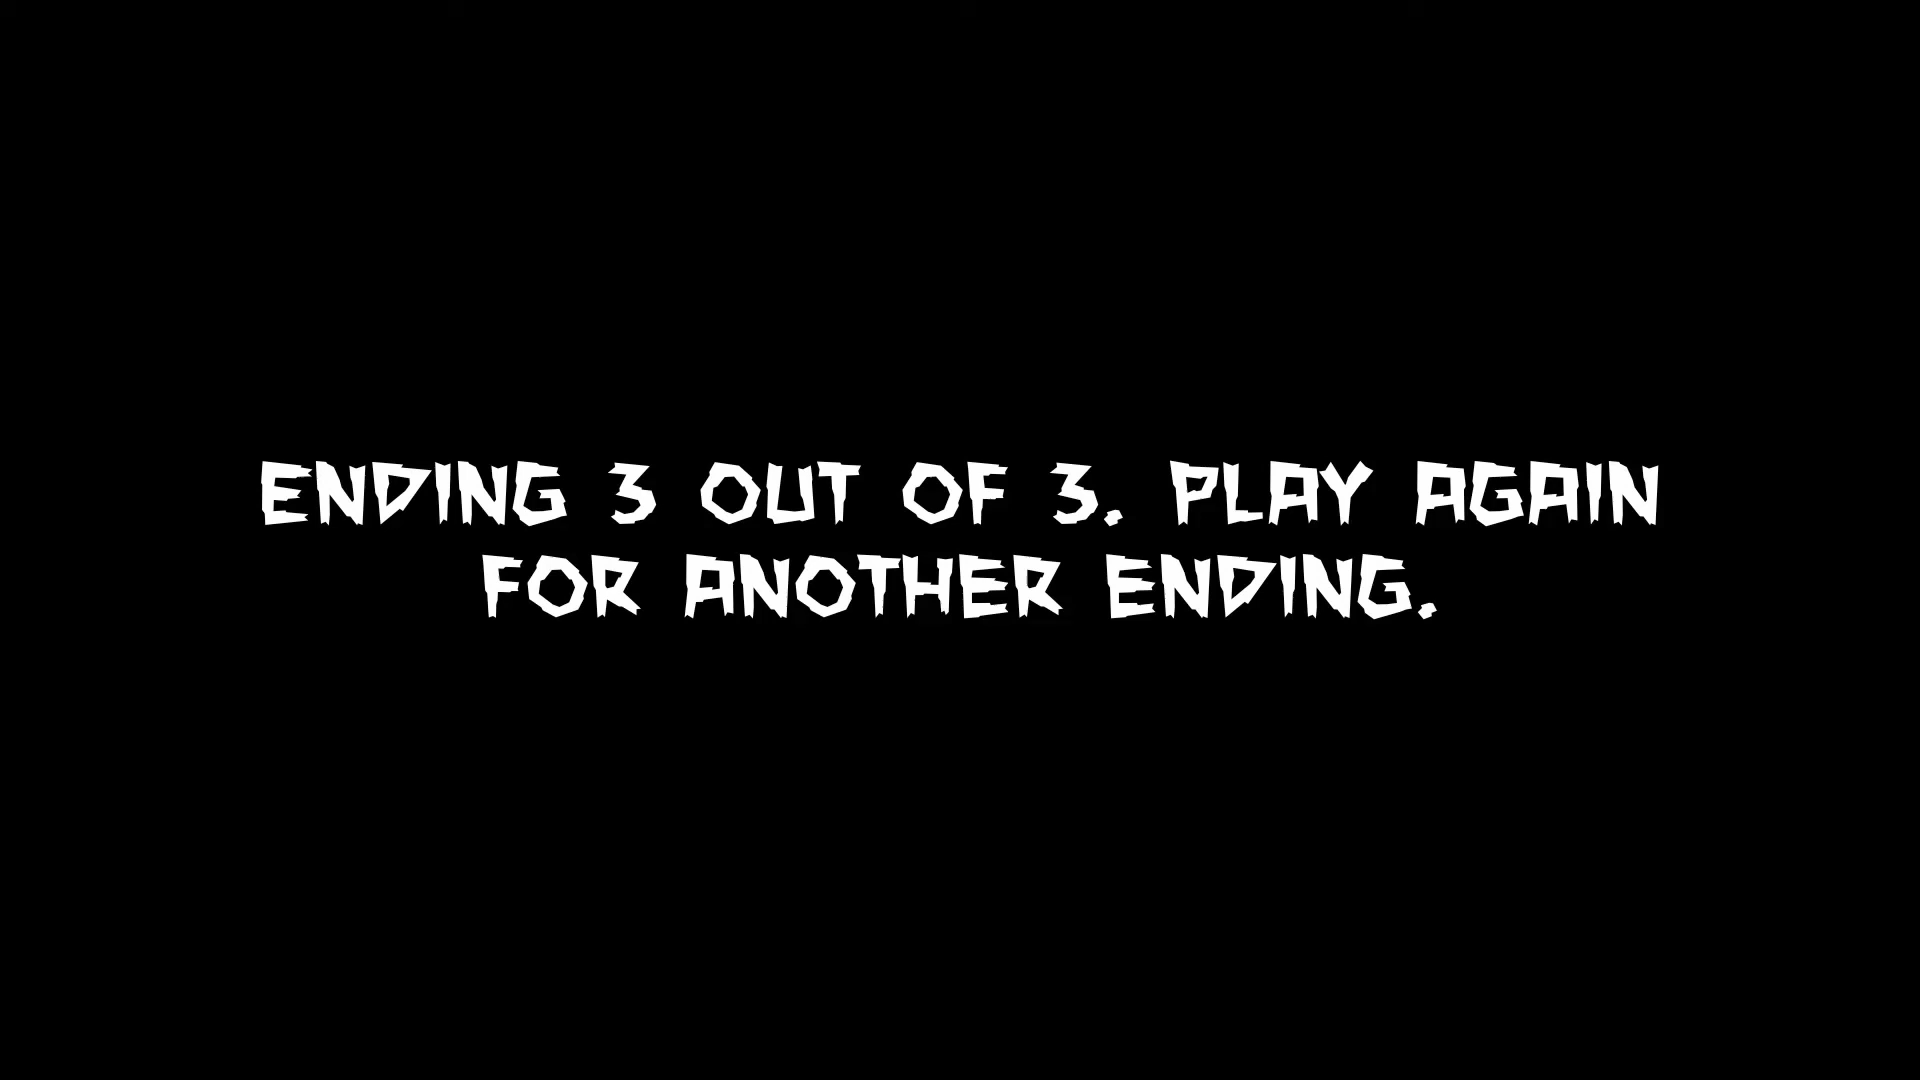 ENDING 3 OUT OF 3. PLAY AGAIN
FOR ANOTHER ENDING.